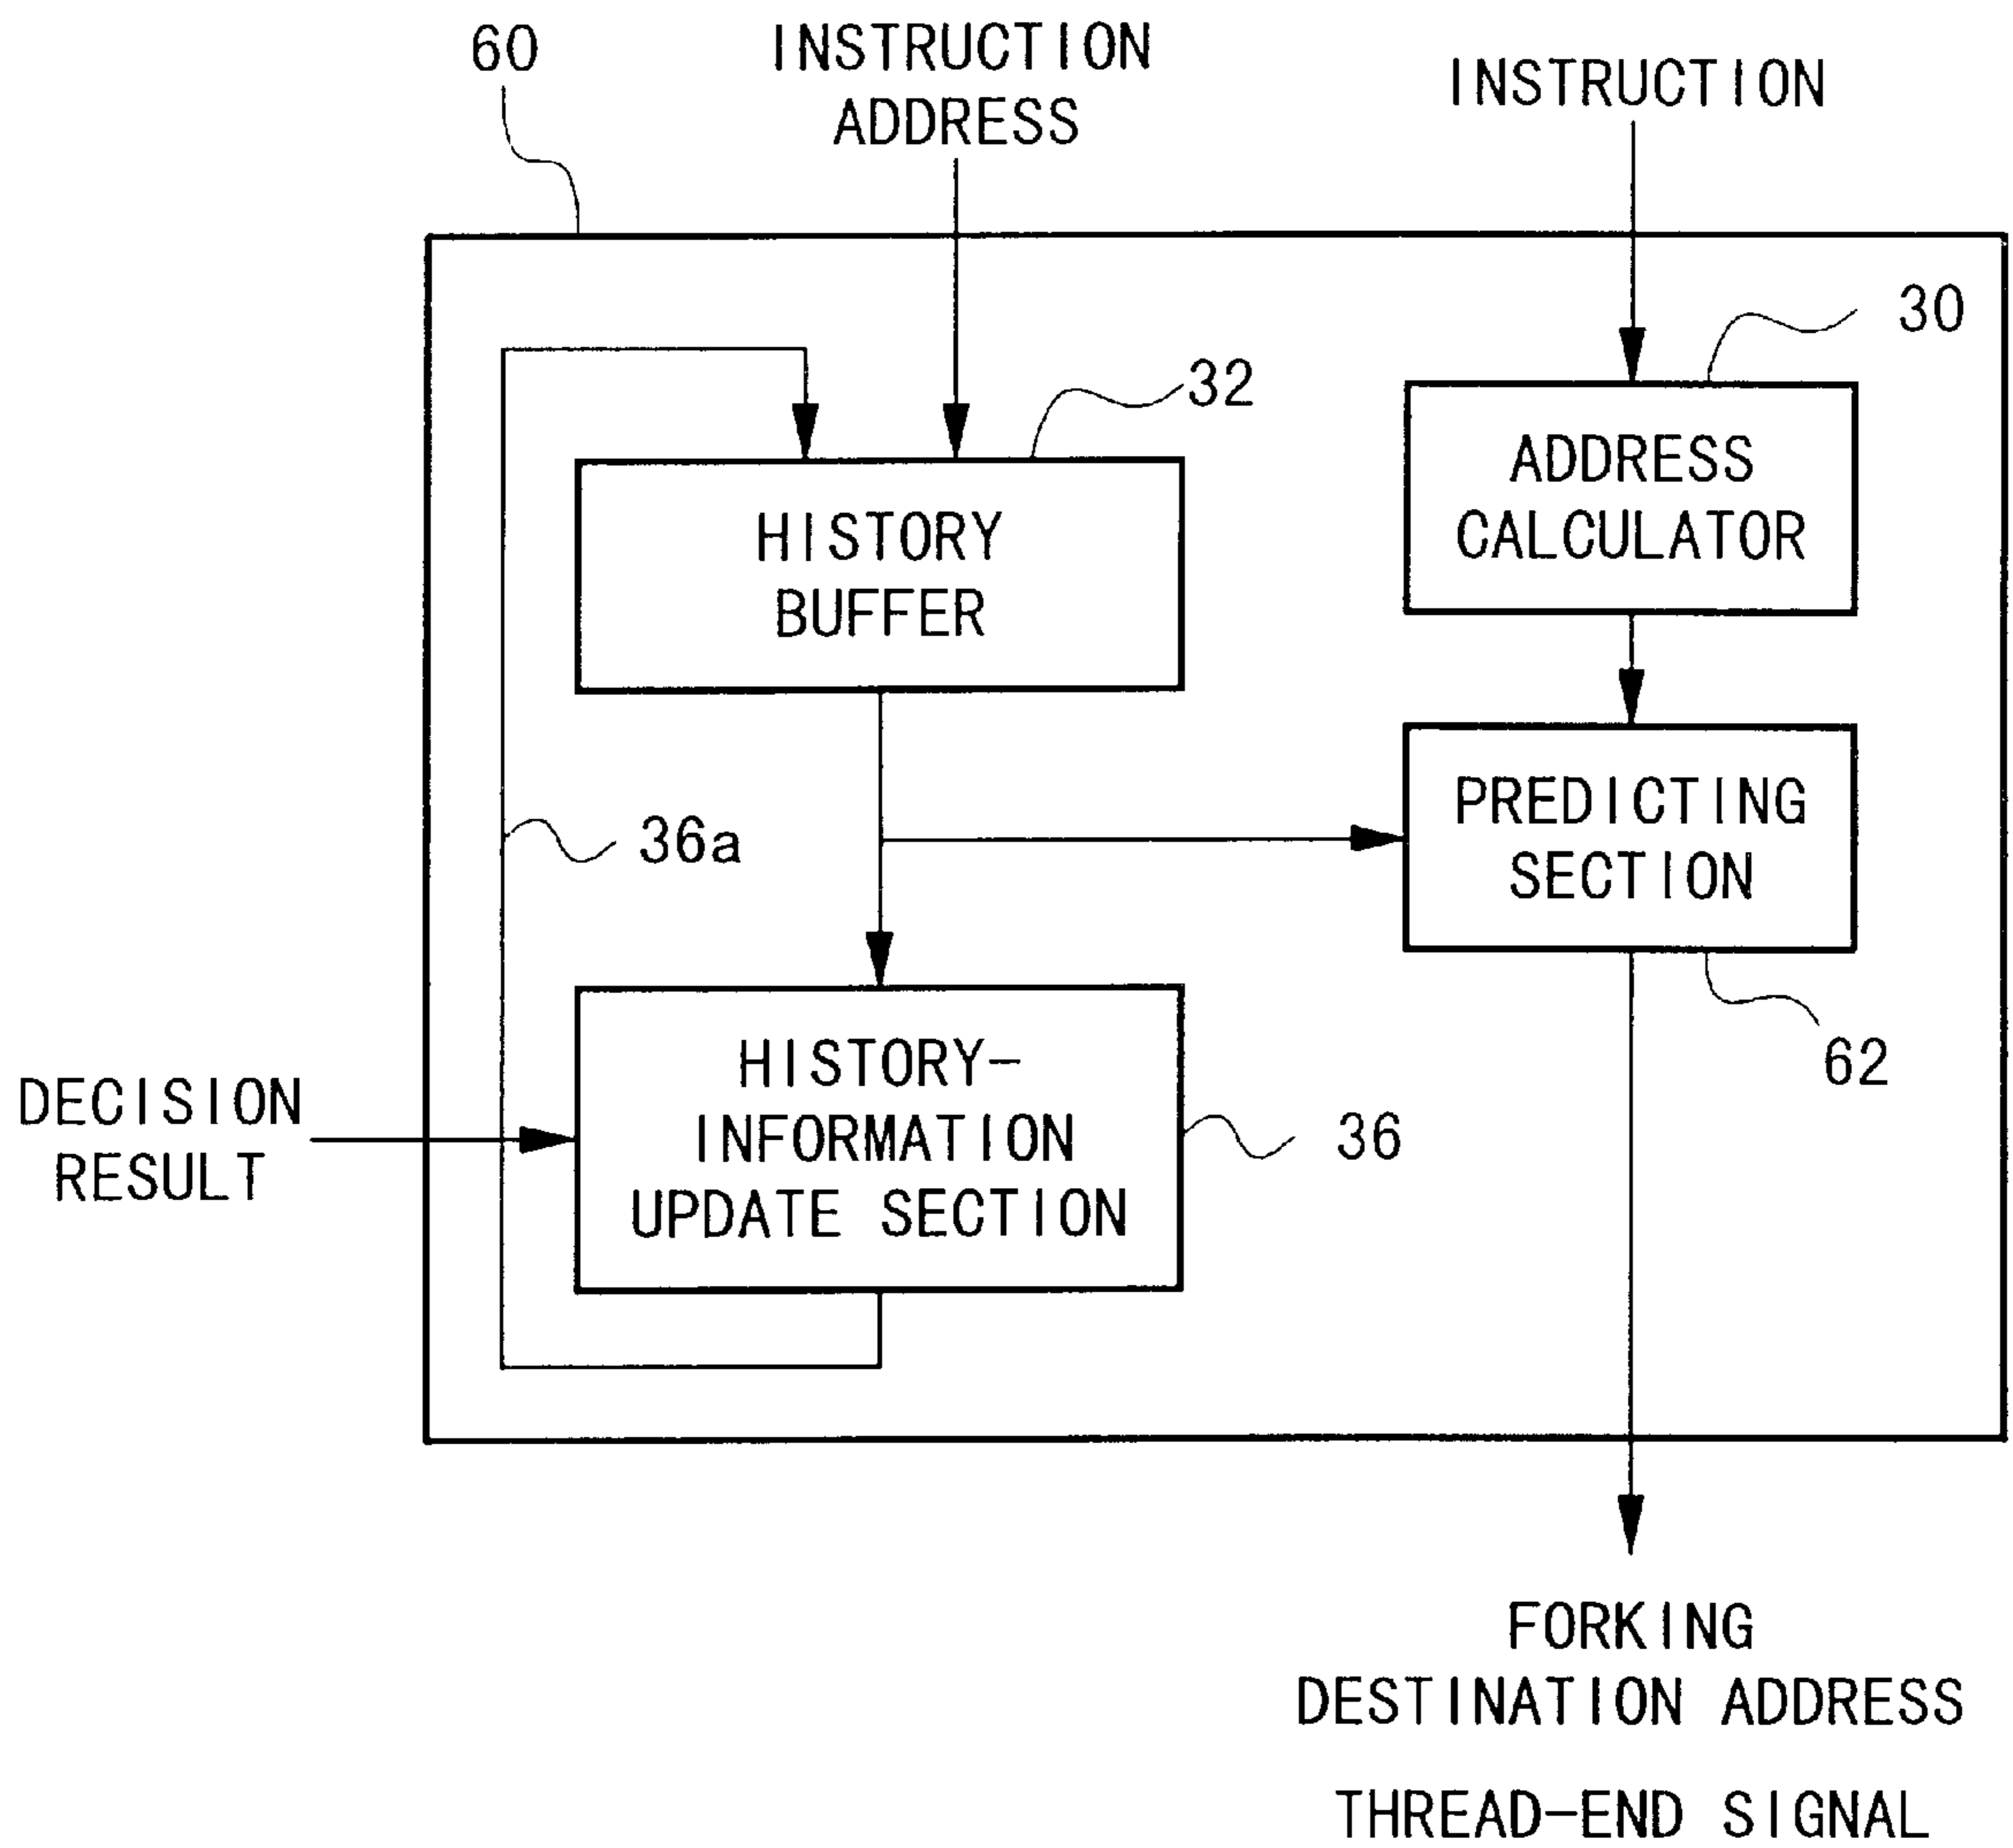 60
INSTRUCTION
ADDRESS
INSTRUCTION
30
32
ADDRESS
CALCULATOR
HISTORY
BUFFER
PREDICTING
SECTION
36a
62
HISTORY-
INFORMATION
UPDATE SECTION
36
DECISION
RESULT
FORKING
DESTINATION ADDRESS
THREAD-END SIGNAL